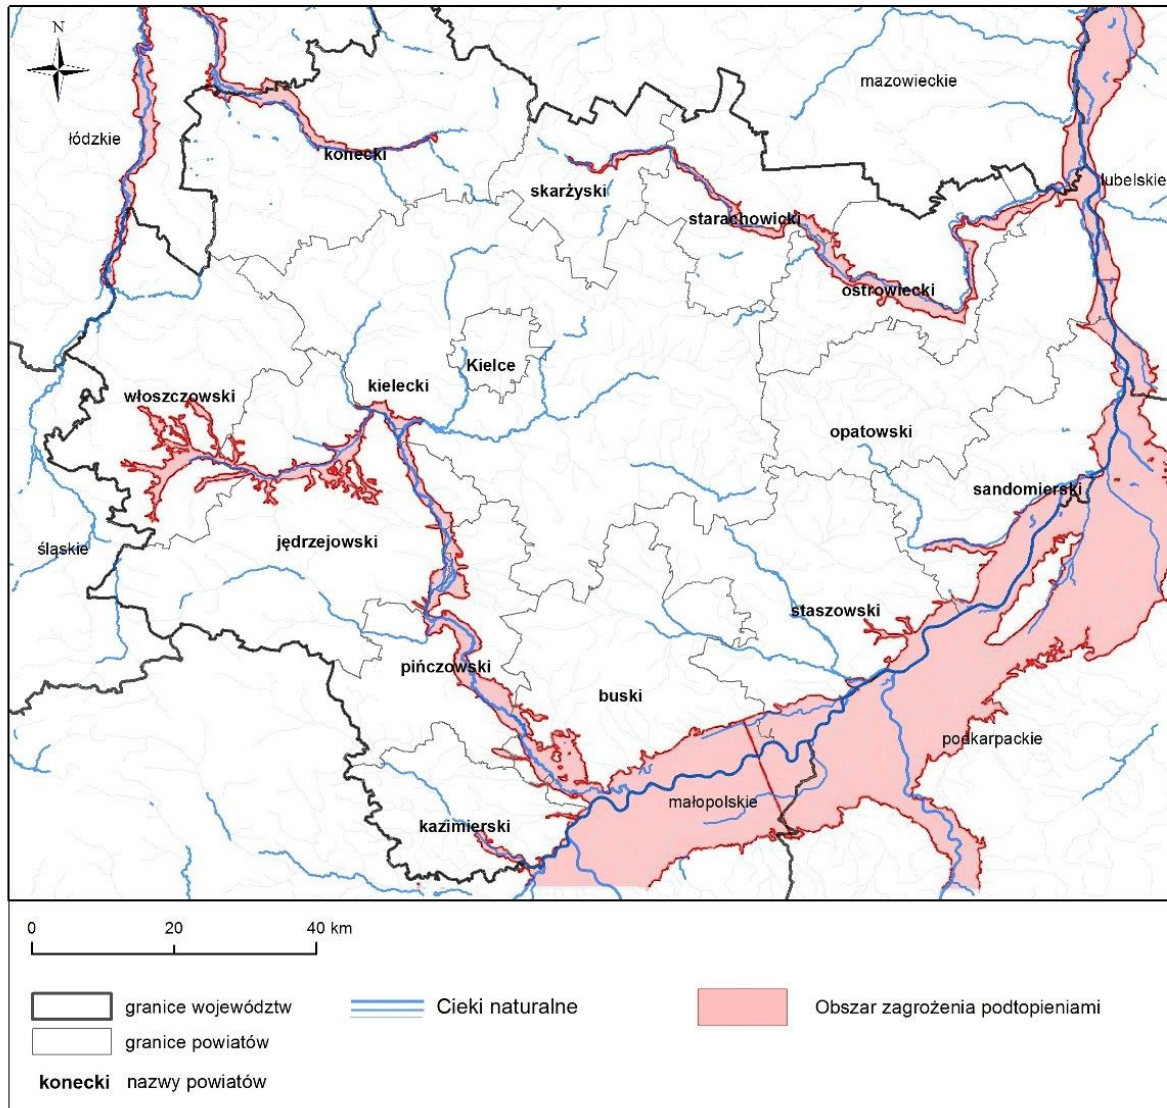 N
mazowieckie
łódzkie
konecki
lubelskie
skarżyski
starachowicki
ostrowiecki
Kielce
kielecki
włoszczowski
opatowski
sandomierski
jędrzejowski
śląskie
staszowski
pińczowski
buski
podkarpackie
małopolskie
kazimierski
0 20 40 km
granice województw Cieki naturalne Obszar zagrożenia podtopieniami
granice powiatów
konecki nazwy powiatów